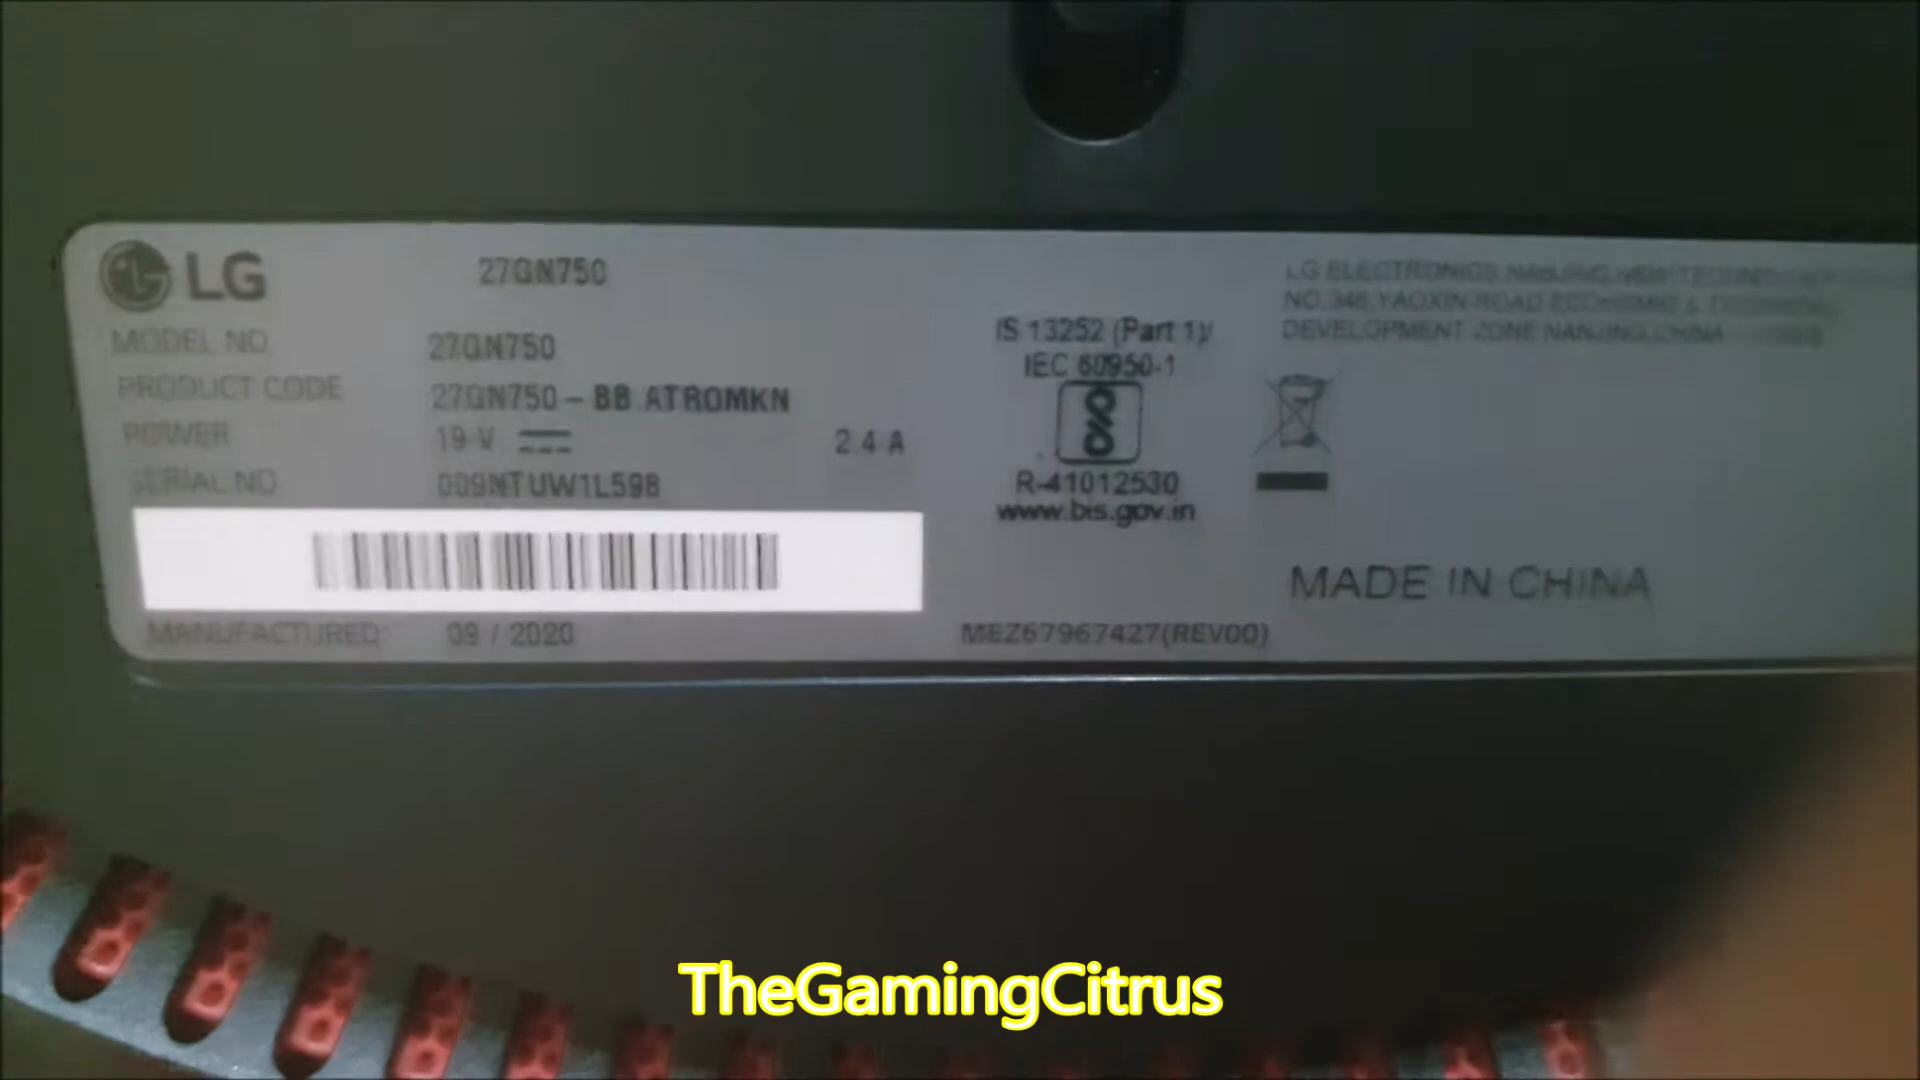 LG
27GN750
MODEL NO.
27GN750
PRODUCT CODE
27GN750 - BB.ATROMKN
POWER
19 V
2.4 A
SERIAL NO.
009NTUW1L598
MANUFACTURED:
09 / 2020
IS 13252 (Part 1)/
IEC 60950-1
R-41012530
www.bis.gov.in
MEZ67967427(REV00)
LG ELECTRONICS NANJING NEW
NO.346, YAOXIN ROAD ECONOMIC &
DEVELOPMENT ZONE NANJING,CHINA
MADE IN CHINA
TheGamingCitrus